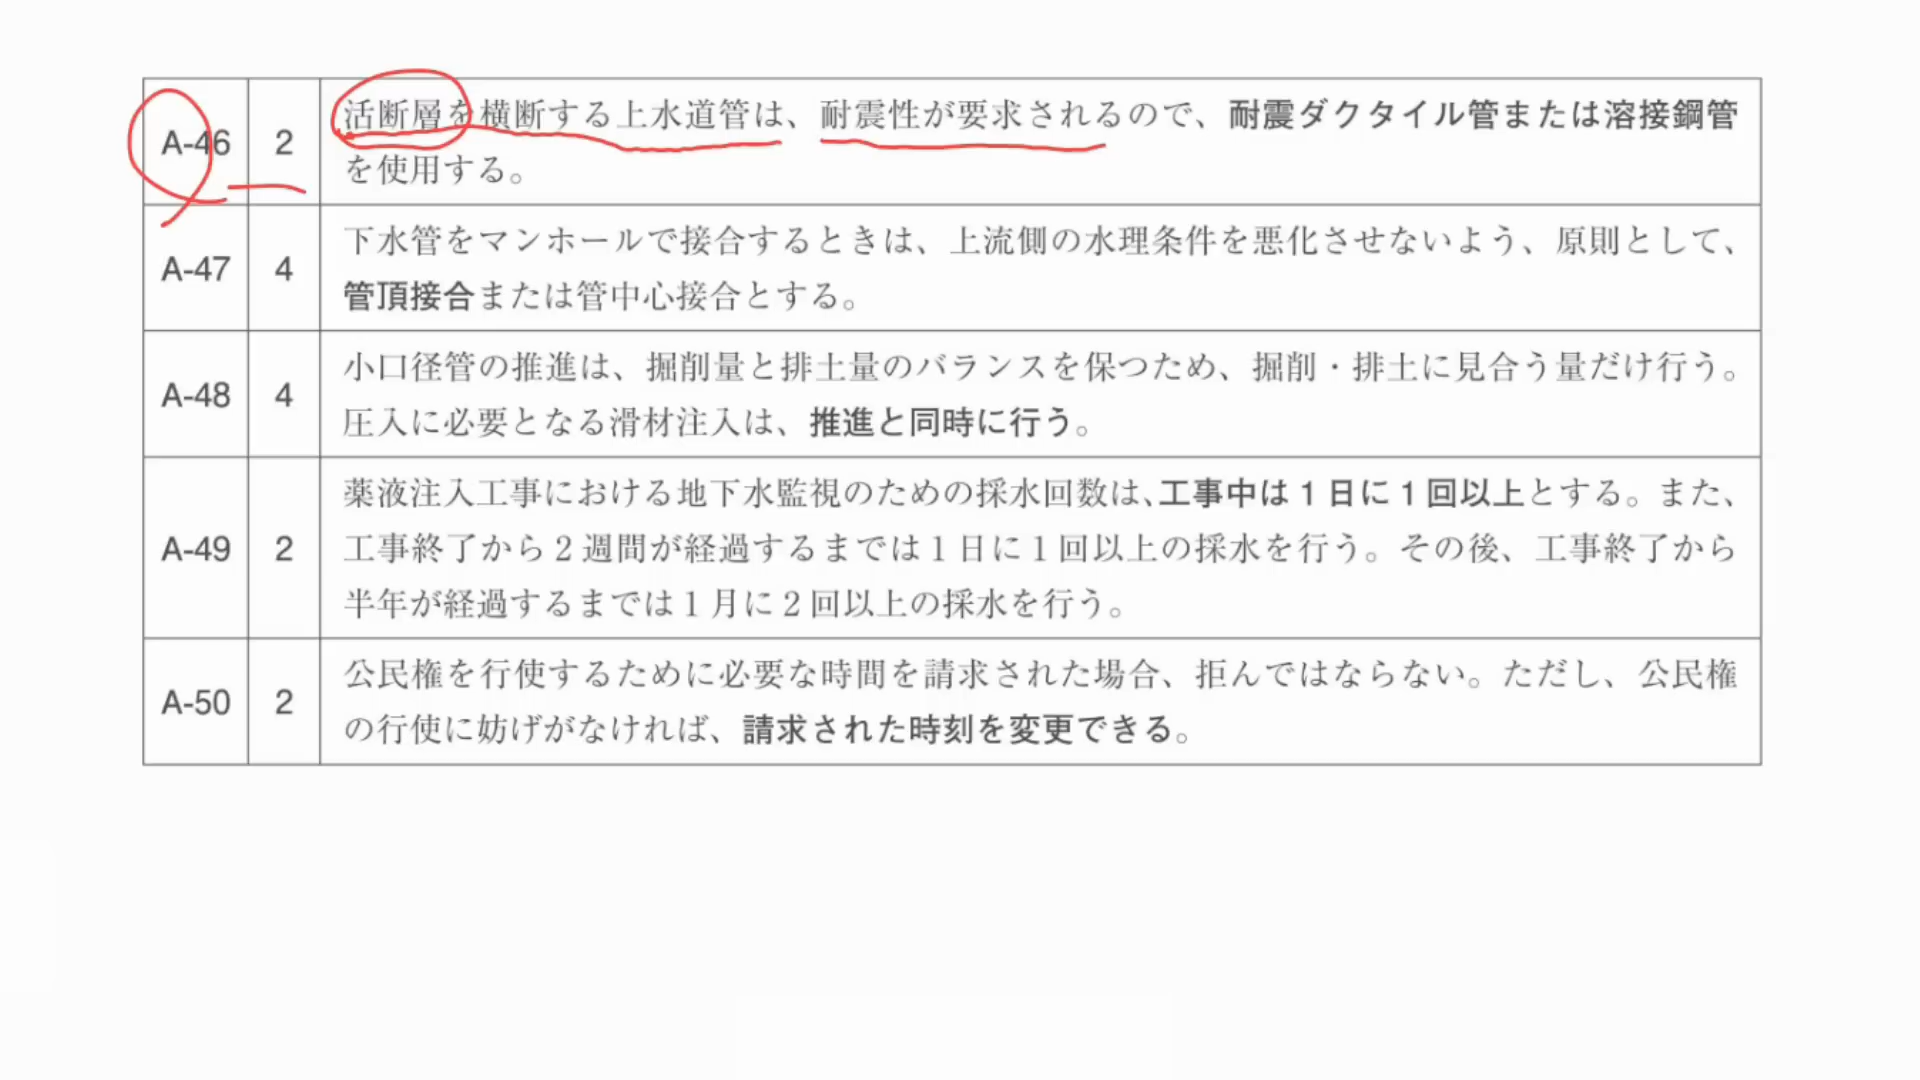 A-46 2 活断層を横断する上水道管は、耐震性が要求されるので、耐震ダクタイル管または溶接鋼管
を使用する。
A-47 4 下水管をマンホールで接合するときは、上流側の水理条件を悪化させないよう、原則として、
管頂接合または管中心接合とする。
A-48 4 小口径管の推進は、掘削量と排土量のバランスを保つため、掘削・排土に見合う量だけ行う。
圧入に必要となる滑材注入は、推進と同時に行う。
A-49 2 薬液注入工事における地下水監視のための採水回数は、工事中は1日に1回以上とする。また、
工事終了から2週間が経過するまでは1日に1回以上の採水を行う。その後、工事終了から
半年が経過するまでは1月に2回以上の採水を行う。
A-50 2 公民権を行使するために必要な時間を請求された場合、拒んではならない。ただし、公民権
の行使に妨げがなければ、請求された時刻を変更できる。